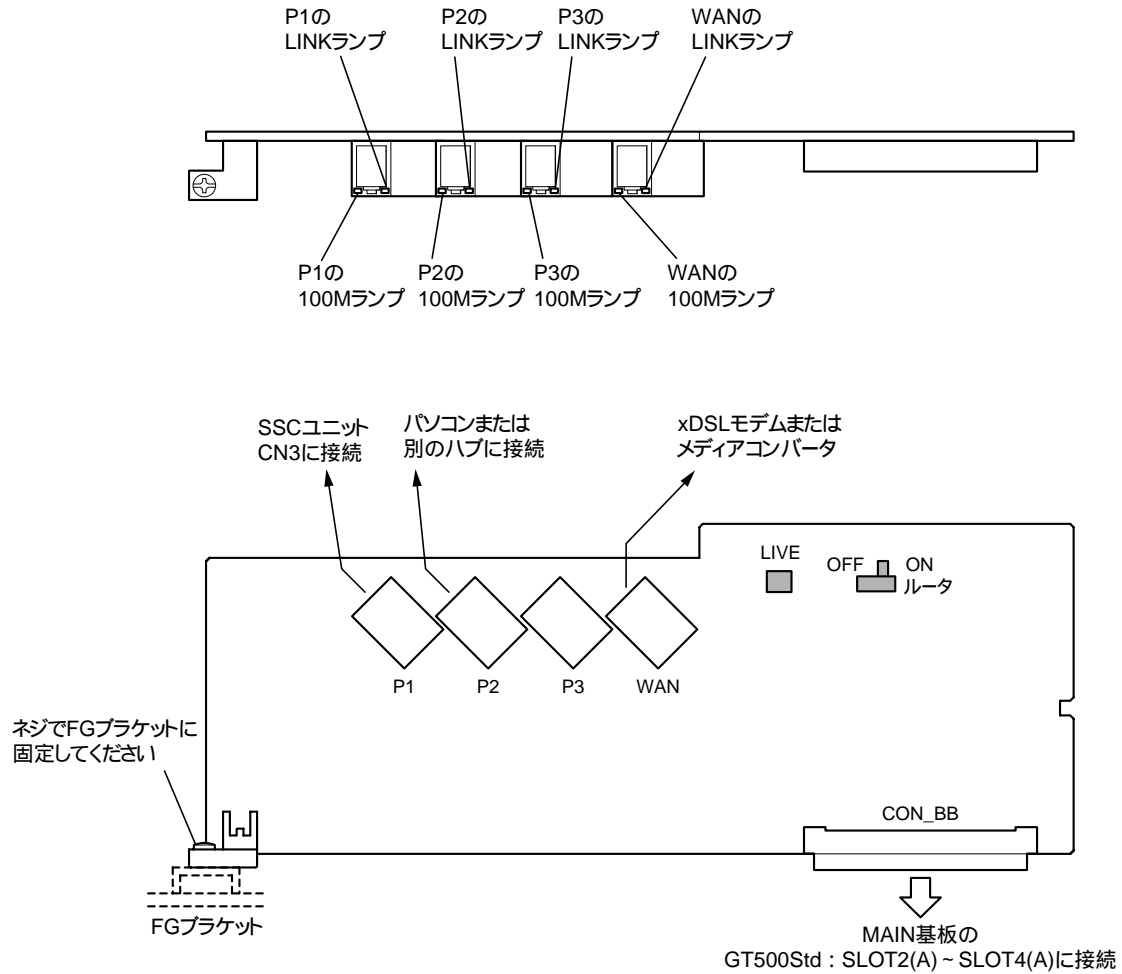 P1の
LINKランプ
P2の
LINKランプ
P3の
LINKランプ
WANの
LINKランプ
P1の
100Mランプ
P2の
100Mランプ
P3の
100Mランプ
WANの
100Mランプ
SSCユニット
CN3に接続
パソコンまたは
別のハブに接続
xDSLモデムまたは
メディアコンバータ
LIVE
OFF
ON
ルータ
P1
P2
P3
WAN
ネジでFGブラケットに
固定してください
CON_BB
FGブラケット
MAIN基板の
GT500Std：SLOT2(A)~SLOT4(A)に接続